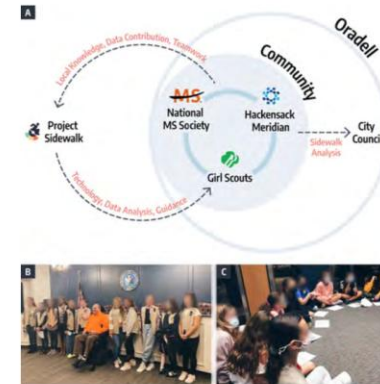 A
Oradell
Community
Local Knowledge, Data Contribution, Teamwork
MS
National
MS Society
Hackensack
Meridian
Project
Sidewalk
City
Counci
Sidewalk
Analysis
Girl Scouts
Technology, Data Analysis, Guidance
B
C